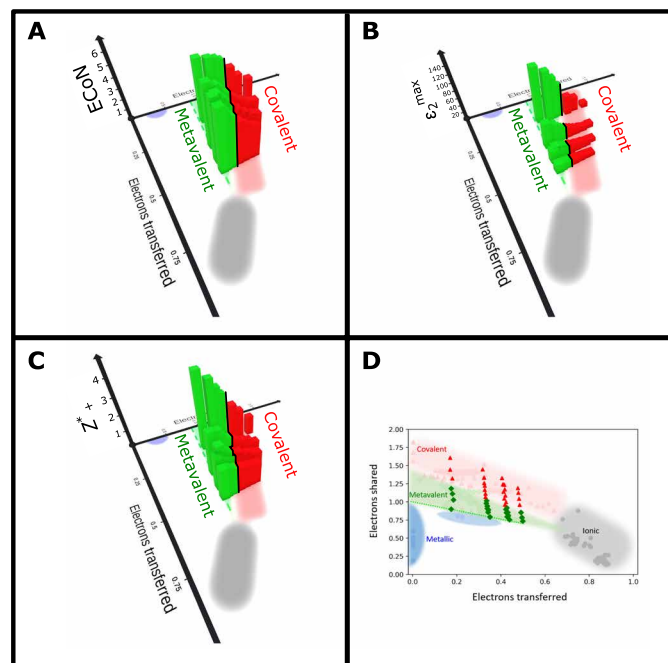 A
ECoN
6
5
4
3
2
1
Metavalent
Covalent
0.25
0.5
0.75
Electrons transferred
B
ε2 max
140
120
100
80
60
40
20
Metavalent
Covalent
0.25
0.5
0.75
Electrons transferred
C
Z*+
4
3
2
1
Metavalent
Covalent
0.25
0.5
0.75
Electrons transferred
D
2.00
1.75
1.50
1.25
1.00
0.75
0.50
0.25
0.00
Electrons shared
Covalent
Metavalent
Metallic
Ionic
0.0 0.2 0.4 0.6 0.8 1.0
Electrons transferred